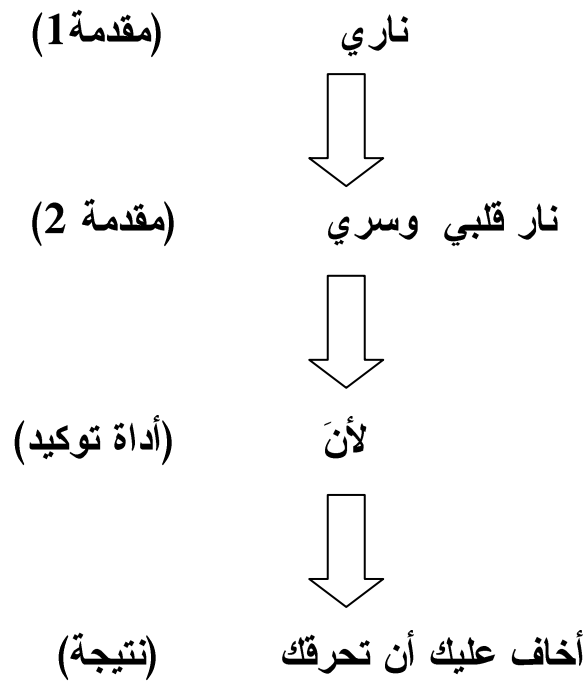 ناري (مقدمة1)
نار قلبي وسري (مقدمة 2)
لأنَ (أداة توكيد)
أخاف عليك أن تحرقك (نتيجة)